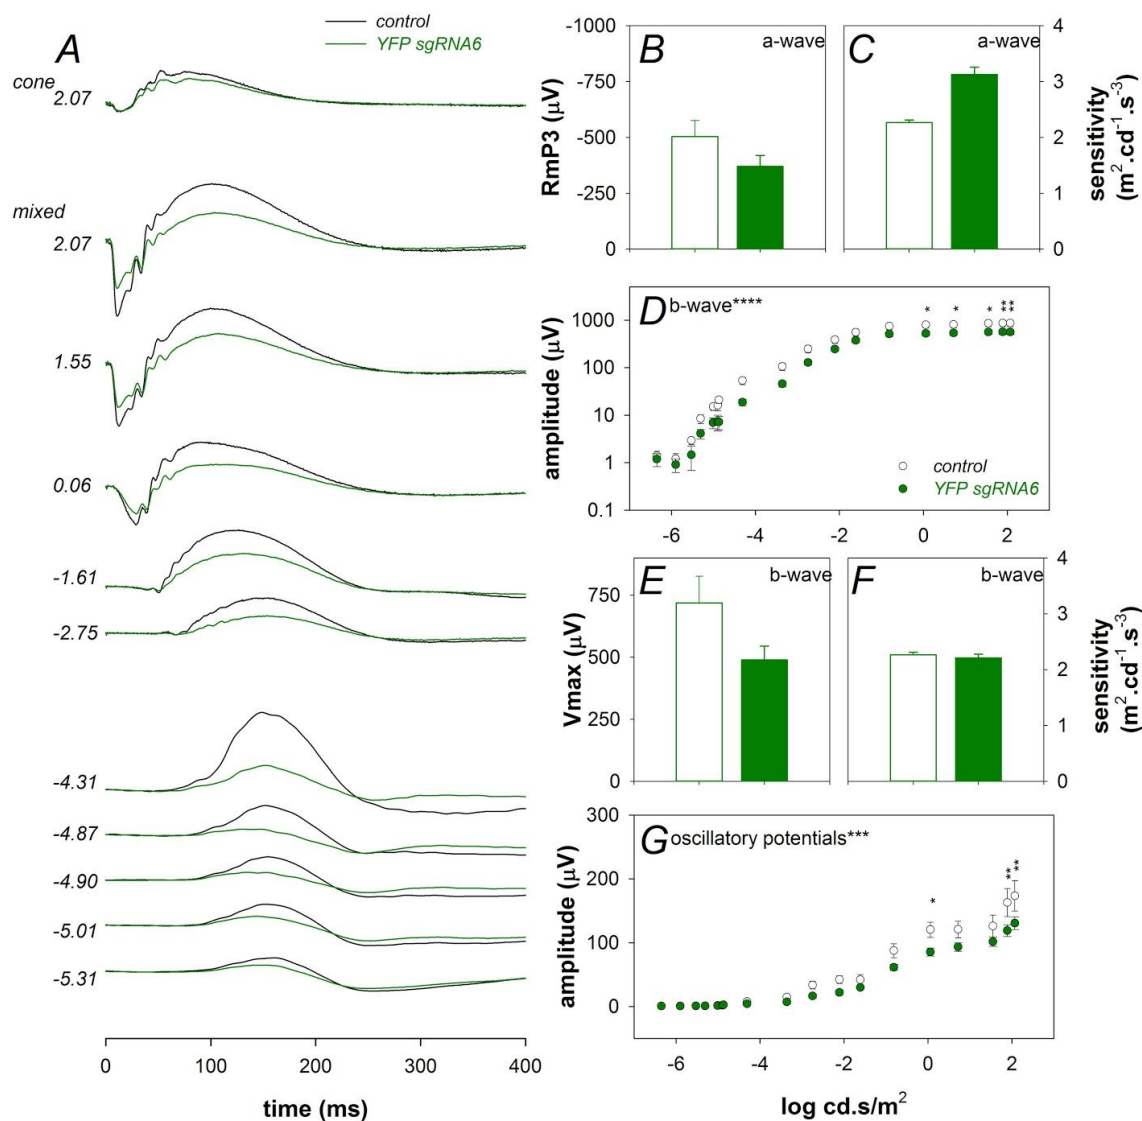 A
control
YFP sgRNA6
cone
2.07
mixed
2.07
1.55
0.06
-1.61
-2.75
-4.31
-4.87
-4.90
-5.01
-5.31
0 100 200 300 400
time (ms)
B a-wave
-1000
-750
-500
-250
0
RmP3 (µV)
C a-wave
4
3
2
1
0
sensitivity
(m².cd⁻¹.s⁻³)
D b-wave****
* * * ** **
1000
100
10
1
0.1
amplitude (µV)
control
YFP sgRNA6
-6 -4 -2 0 2
E b-wave
750
500
250
0
Vmax (µV)
F b-wave
4
3
2
1
0
sensitivity
(m².cd⁻¹.s⁻³)
G oscillatory potentials***
* ** **
300
200
100
0
amplitude (µV)
-6 -4 -2 0 2
log cd.s/m²